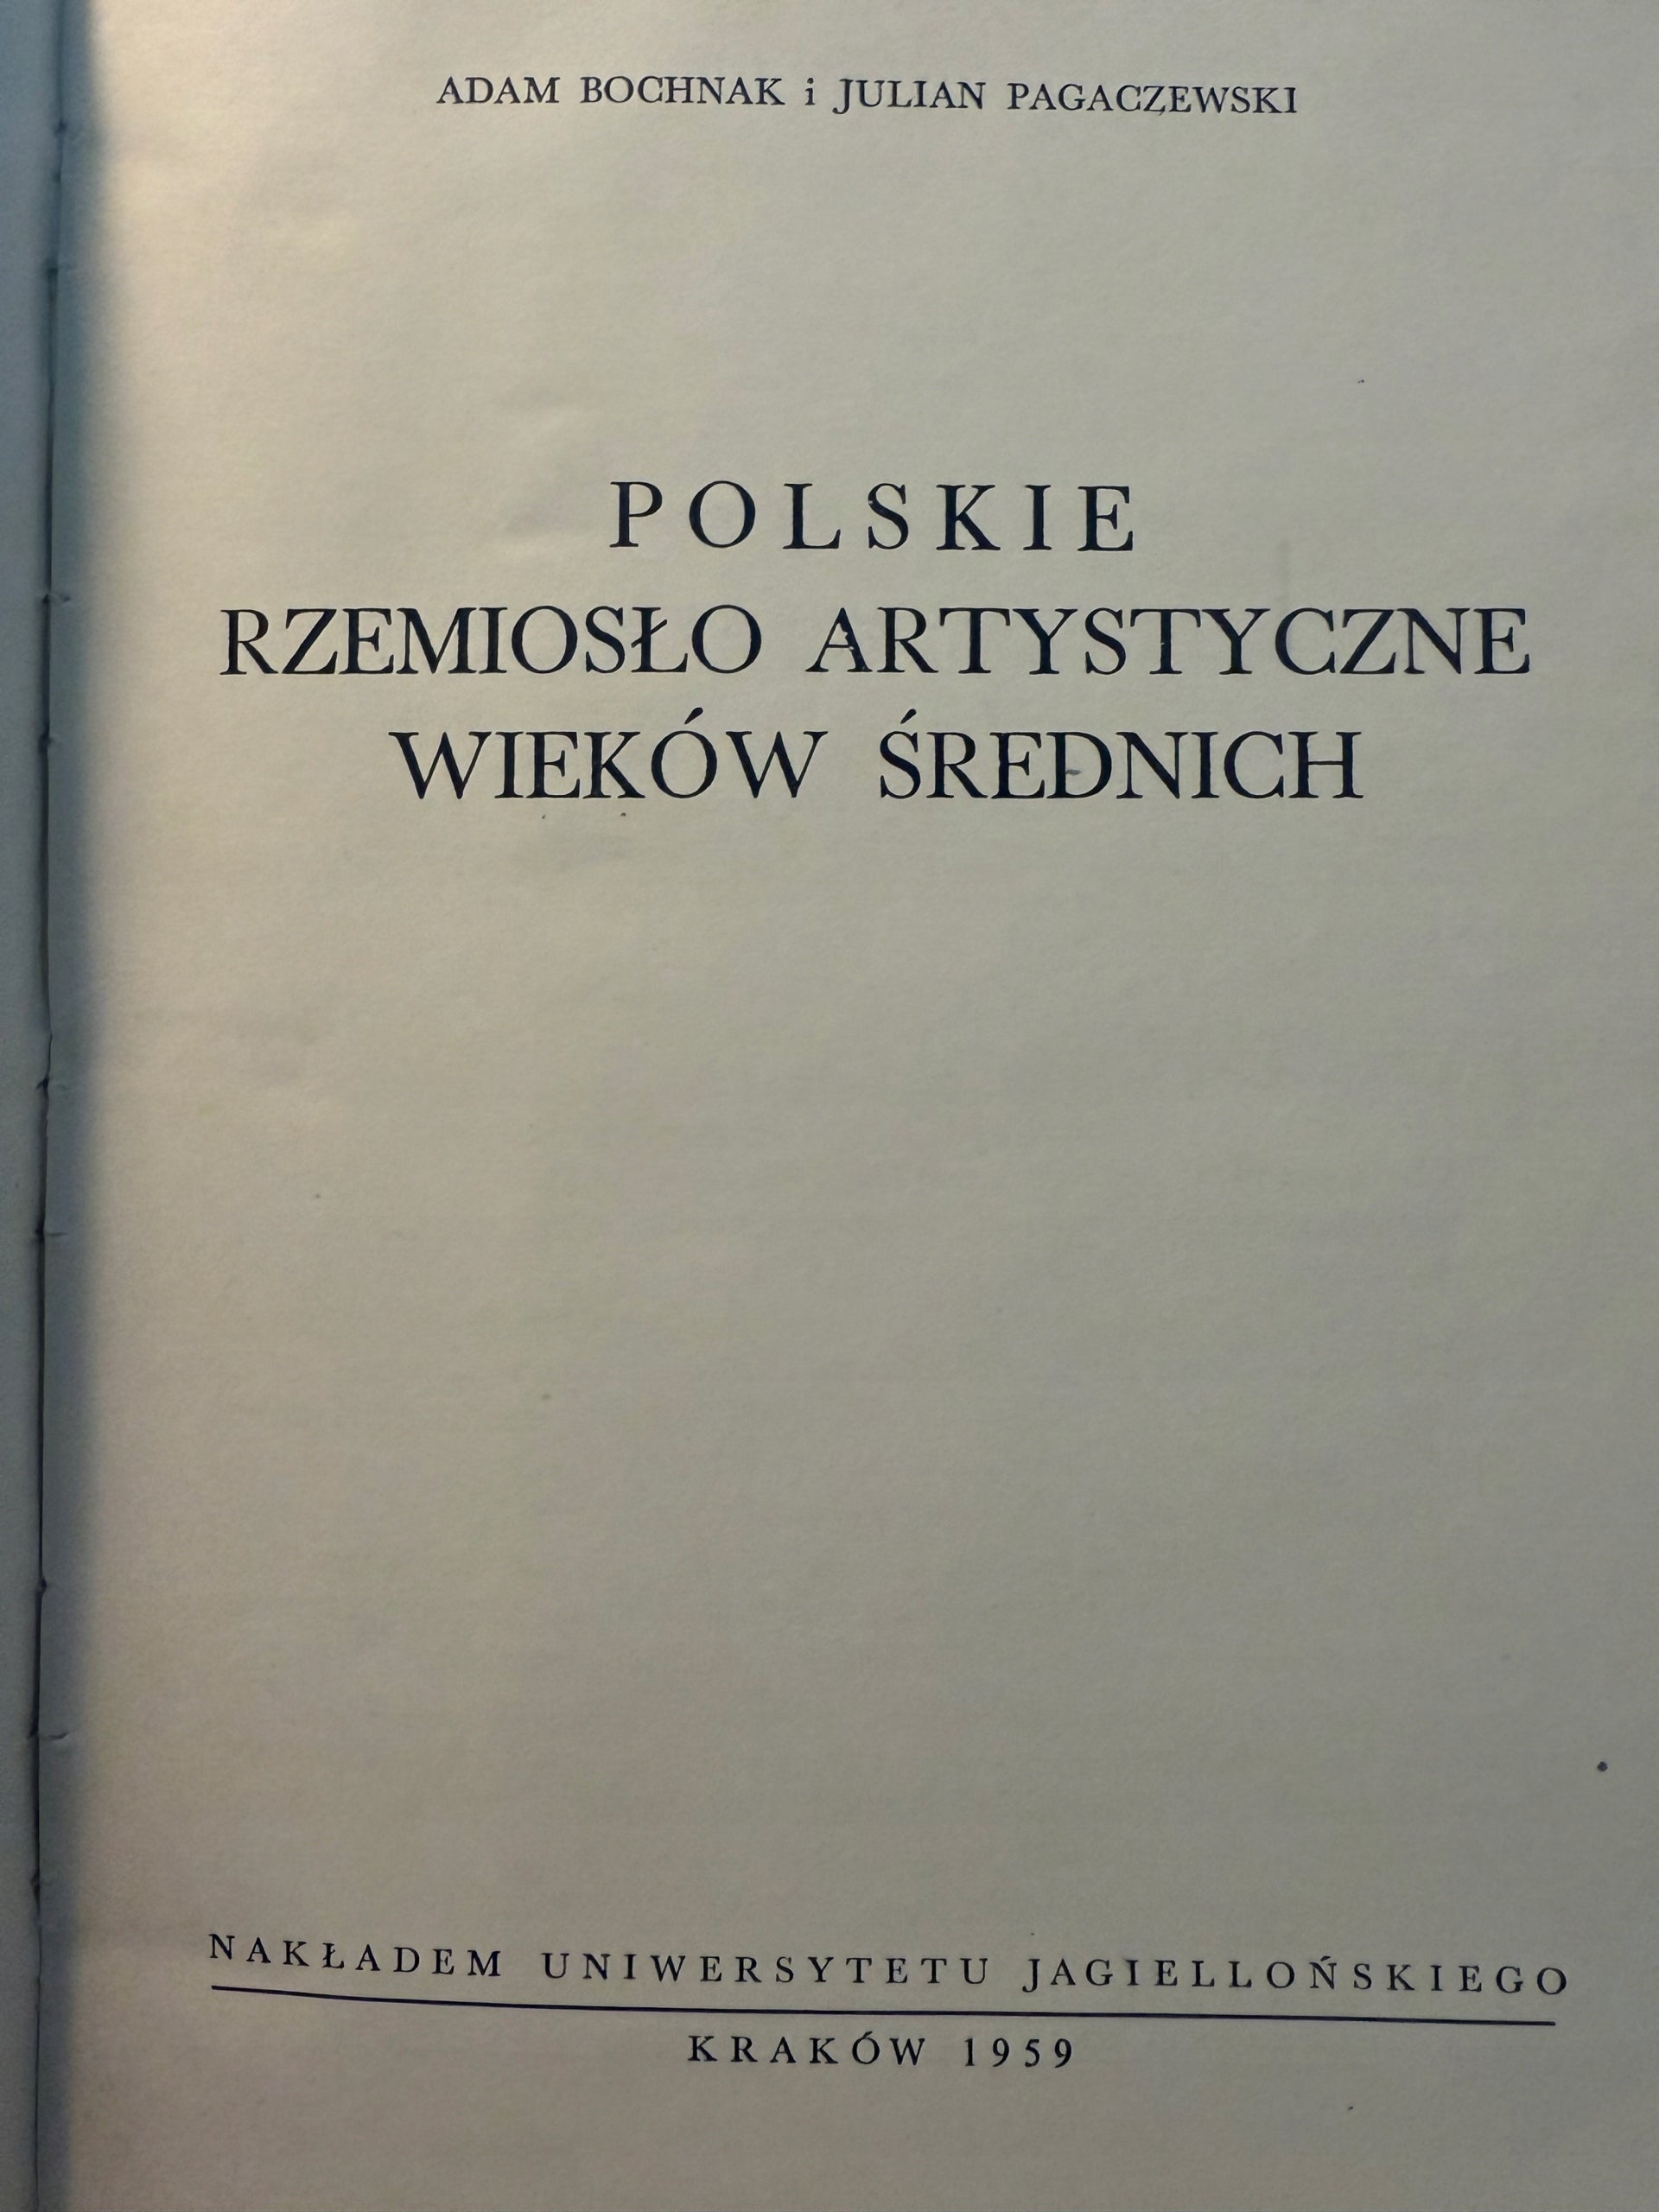 ADAM BOCHNAK i JULIAN PAGACZEWSKI
POLSKIE
RZEMIOSŁO ARTYSTYCZNE
WIEKÓW ŚREDNICH
NAKŁADEM UNIWERSYTETU JAGIELLOŃSKIEGO
KRAKÓW 1959